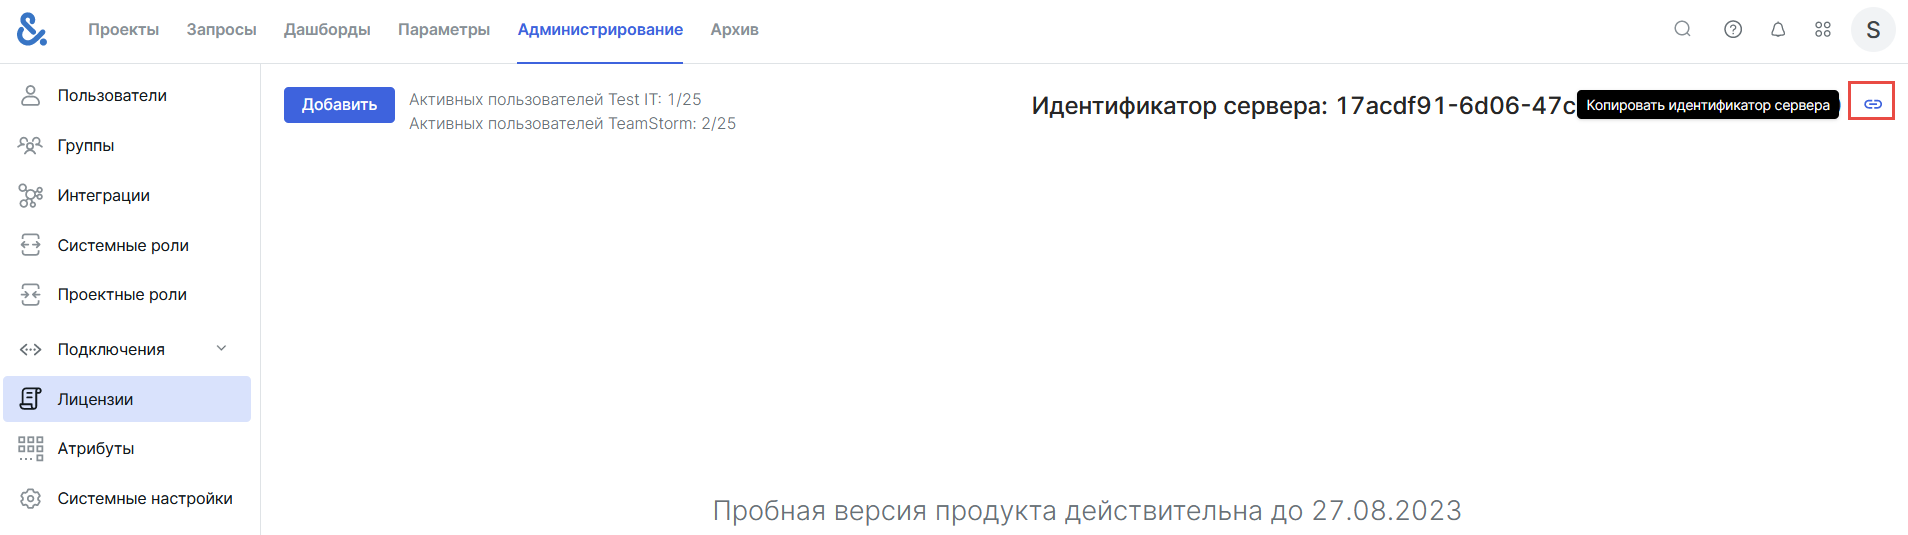 Проекты Запросы Дашборды Параметры Администрирование Архив S
Пользователи
Группы
Интеграции
Системные роли
Проектные роли
Подключения
Лицензии
Атрибуты
Системные настройки
Добавить
Активных пользователей Test IT: 1/25
Активных пользователей TeamStorm: 2/25
Идентификатор сервера: 17acdf91-6d06-47c
Копировать идентификатор сервера
Пробная версия продукта действительна до 27.08.2023